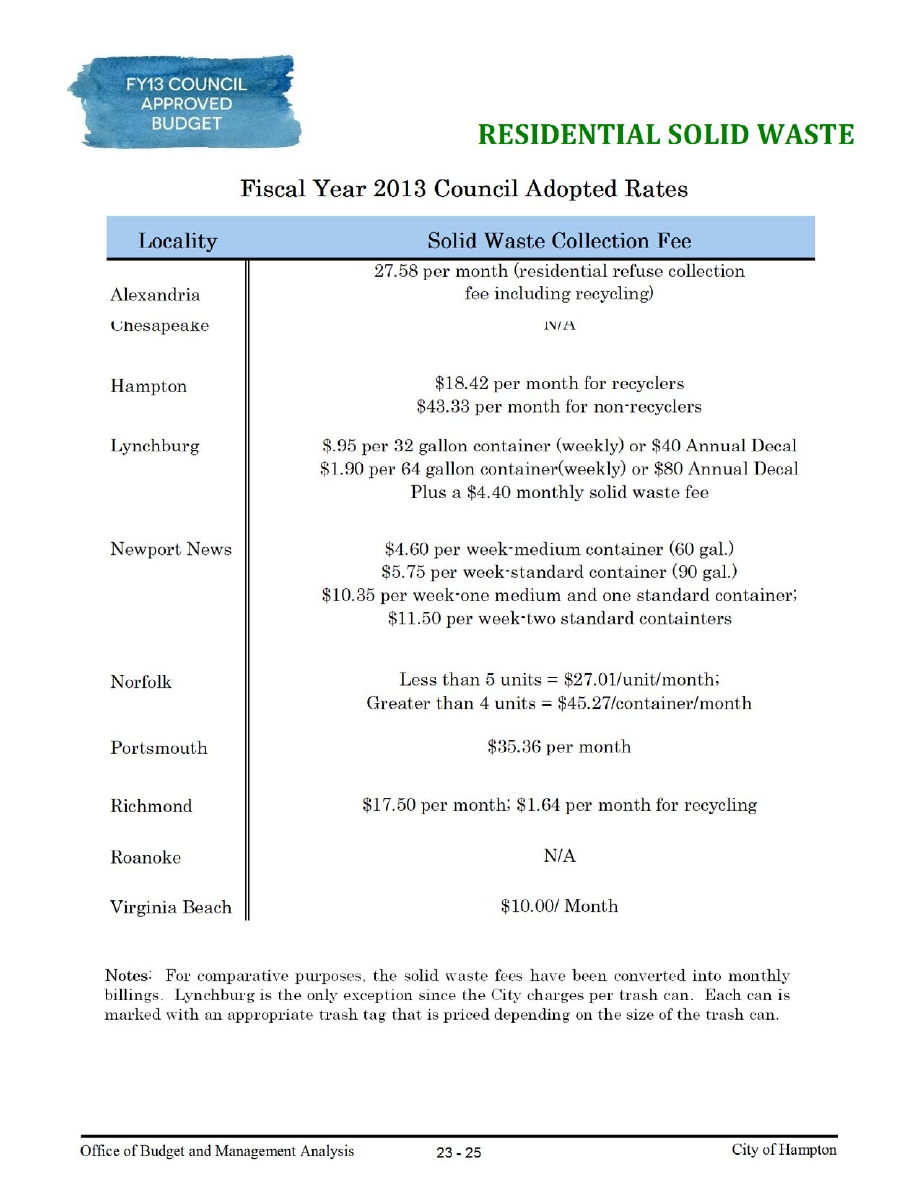 FY13 COUNCIL
APPROVED
BUDGET
RESIDENTIAL SOLID WASTE
Fiscal Year 2013 Council Adopted Rates
Locality Solid Waste Collection Fee
27.58 per month (residential refuse collection
Alexandria fee including recycling)
Chesapeake N/A
Hampton $18.42 per month for recyclers
$43.33 per month for non-recyclers
Lynchburg $.95 per 32 gallon container (weekly) or $40 Annual Decal
$1.90 per 64 gallon container(weekly) or $80 Annual Decal
Plus a $4.40 monthly solid waste fee
Newport News $4.60 per week-medium container (60 gal.)
$5.75 per week-standard container (90 gal.)
$10.35 per week-one medium and one standard container;
$11.50 per week-two standard containters
Norfolk Less than 5 units = $27.01/unit/month;
Greater than 4 units = $45.27/container/month
Portsmouth $35.36 per month
Richmond $17.50 per month; $1.64 per month for recycling
Roanoke N/A
Virginia Beach $10.00/ Month
Notes: For comparative purposes, the solid waste fees have been converted into monthly
billings. Lynchburg is the only exception since the City charges per trash can. Each can is
marked with an appropriate trash tag that is priced depending on the size of the trash can.
Office of Budget and Management Analysis 23 - 25 City of Hampton